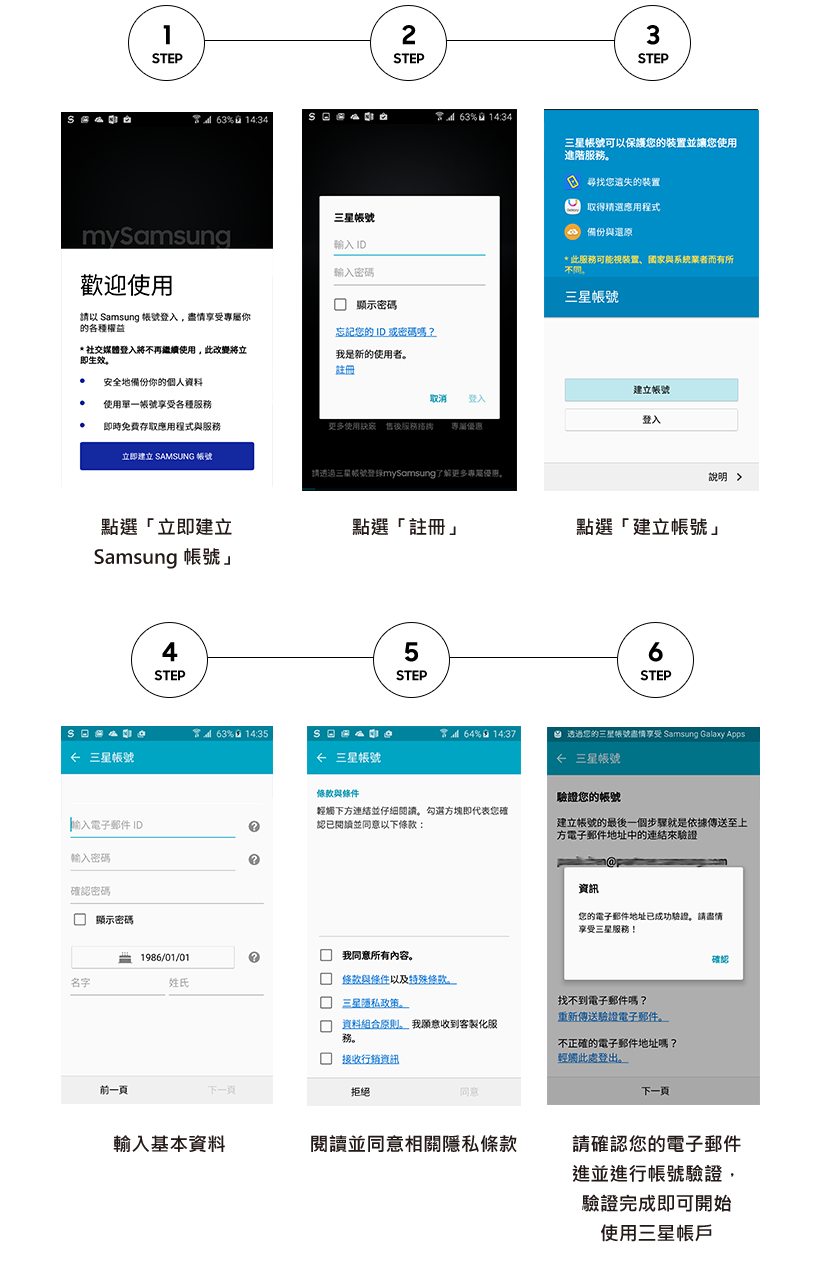 1
STEP
2
STEP
3
STEP
S 63% 14:34
mySamsung
歡迎使用
請以 Samsung 帳號登入，盡情享受專屬你
的各種權益
* 社交媒體登入將不再繼續使用，此改變將立
即生效。
• 安全地備份你的個人資料
• 使用單一帳號享受各種服務
• 即時免費存取應用程式與服務
立即建立 SAMSUNG 帳號
S 63% 14:34
三星帳號
輸入 ID
輸入密碼
顯示密碼
忘記您的 ID 或密碼嗎？
我是新的使用者。
註冊
取消 登入
更多使用訣竅 售後服務諮詢 專屬優惠
請透過三星帳號登錄mySamsung了解更多專屬優惠。
三星帳號可以保護您的裝置並讓您使用
進階服務。
尋找您遺失的裝置
取得精選應用程式
備份與還原
* 此服務可能視裝置、國家與系統業者而有所
不同。
三星帳號
建立帳號
登入
說明 >
點選「立即建立
Samsung 帳號」
點選「註冊」
點選「建立帳號」
4
STEP
5
STEP
6
STEP
S 63% 14:35
← 三星帳號
輸入電子郵件 ID ?
輸入密碼 ?
確認密碼
顯示密碼
1986/01/01 ?
名字 姓氏
前一頁 下一頁
S 64% 14:37
← 三星帳號
條款與條件
輕觸下方連結並仔細閱讀。勾選方塊即代表您確
認已閱讀並同意以下條款：
我同意所有內容。
條款與條件以及特殊條款。
三星隱私政策。
資料組合原則。 我願意收到客製化服
務。
接收行銷資訊
拒絕 同意
透過您的三星帳號盡情享受 Samsung Galaxy Apps
← 三星帳號
驗證您的帳號
建立帳號的最後一個步驟就是依據傳送至上
方電子郵件地址中的連結來驗證
@
資訊
您的電子郵件地址已成功驗證。請盡情
享受三星服務！
確認
找不到電子郵件嗎？
重新傳送驗證電子郵件。
不正確的電子郵件地址嗎？
輕觸此處登出。
下一頁
輸入基本資料
閱讀並同意相關隱私條款
請確認您的電子郵件
進並進行帳號驗證，
驗證完成即可開始
使用三星帳戶